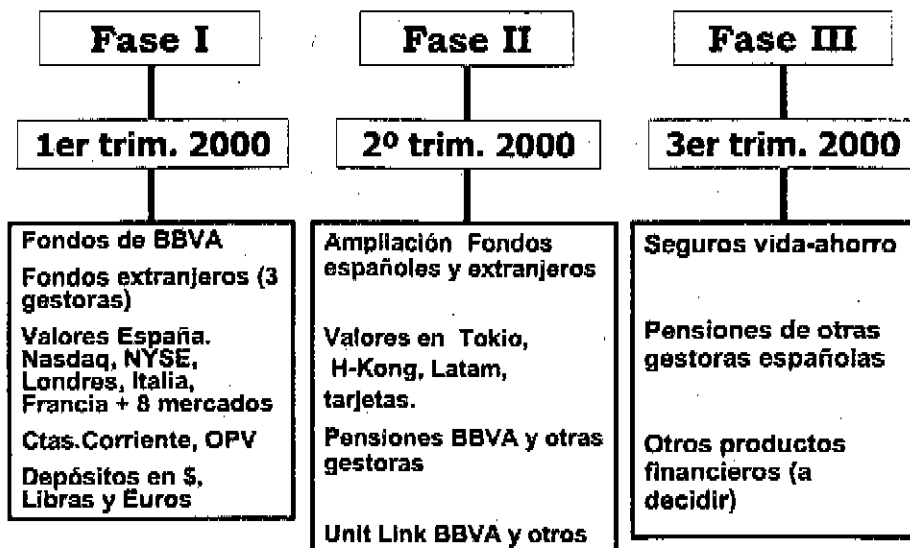 Fase I
1er trim. 2000
Fondos de BBVA
Fondos extranjeros (3
gestoras)
Valores España.
Nasdaq, NYSE,
Londres, Italia,
Francia + 8 mercados
Ctas.Corriente, OPV
Depósitos en $,
Libras y Euros
Fase II
2º trim. 2000
Ampliación Fondos
españoles y extranjeros
Valores en Tokio,
H-Kong, Latam,
tarjetas.
Pensiones BBVA y otras
gestoras
Unit Link BBVA y otros
Fase III
3er trim. 2000
Seguros vida-ahorro
Pensiones de otras
gestoras españolas
Otros productos
financieros (a
decidir)